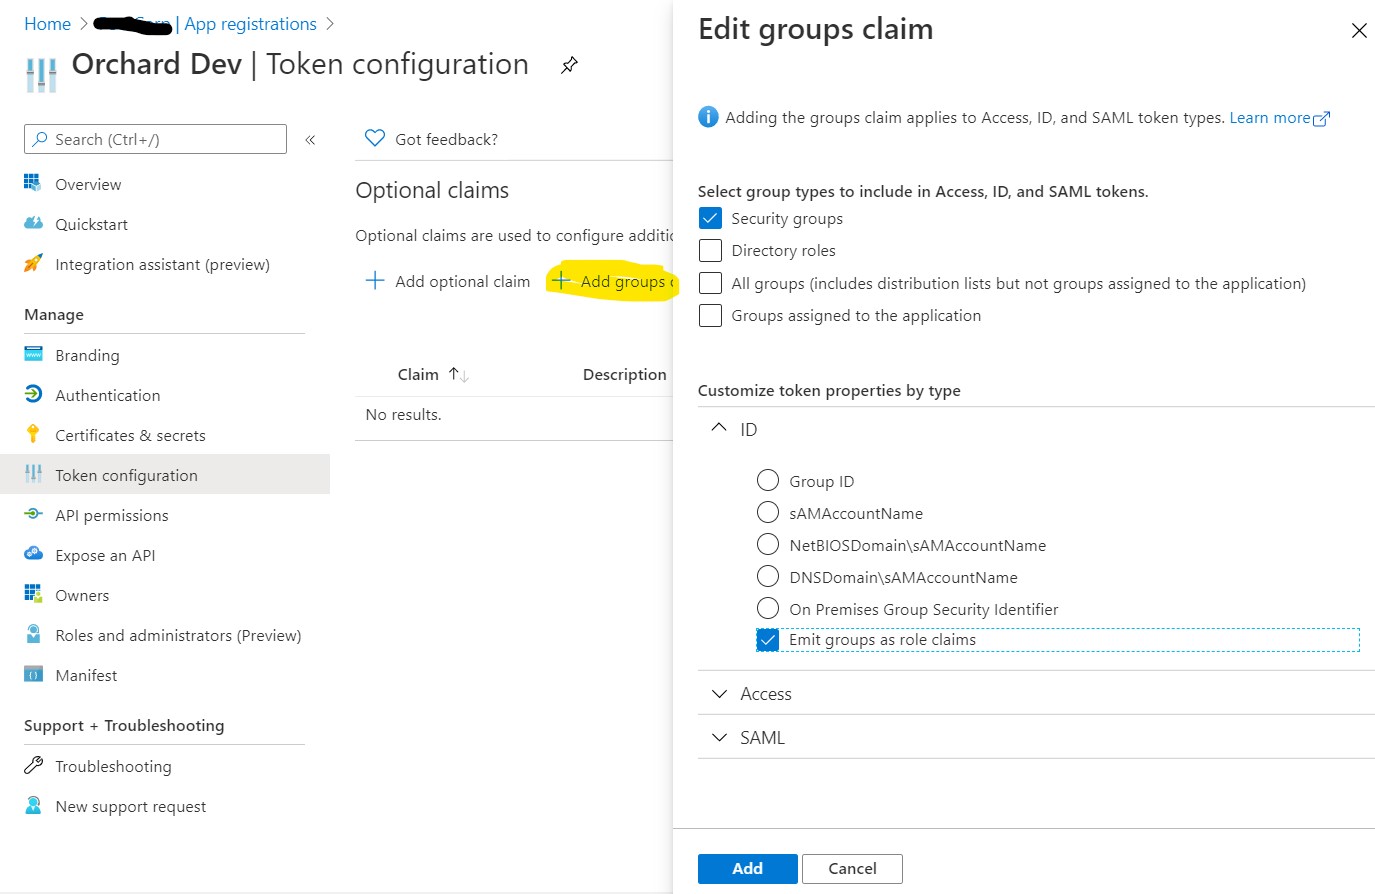 Home > | App registrations >
Orchard Dev | Token configuration
Search (Ctrl+/)
«
Overview
Quickstart
Integration assistant (preview)
Manage
Branding
Authentication
Certificates & secrets
Token configuration
API permissions
Expose an API
Owners
Roles and administrators (Preview)
Manifest
Support + Troubleshooting
Troubleshooting
New support request
Got feedback?
Optional claims
Optional claims are used to configure
Add optional claim
Add groups
Claim
Description
No results.
Edit groups claim
Adding the groups claim applies to Access, ID, and SAML token types. Learn more
Select group types to include in Access, ID, and SAML tokens.
Security groups
Directory roles
All groups (includes distribution lists but not groups assigned to the application)
Groups assigned to the application
Customize token properties by type
ID
Group ID
sAMAccountName
NetBIOSDomain\sAMAccountName
DNSDomain\sAMAccountName
On Premises Group Security Identifier
Emit groups as role claims
Access
SAML
Add
Cancel